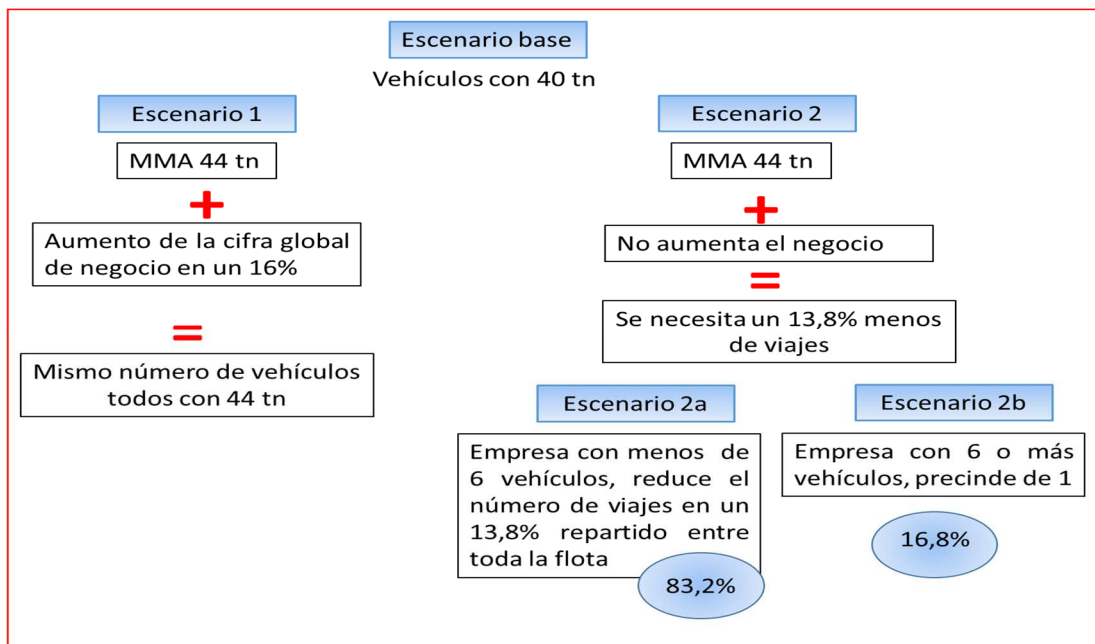 Escenario base
Vehículos con 40 tn
Escenario 1
MMA 44 tn
+
Aumento de la cifra global
de negocio en un 16%
=
Mismo número de vehículos
todos con 44 tn
Escenario 2
MMA 44 tn
+
No aumenta el negocio
=
Se necesita un 13,8% menos
de viajes
Escenario 2a
Empresa con menos de
6 vehículos, reduce el
número de viajes en un
13,8% repartido entre
toda la flota
83,2%
Escenario 2b
Empresa con 6 o más
vehículos, precinde de 1
16,8%